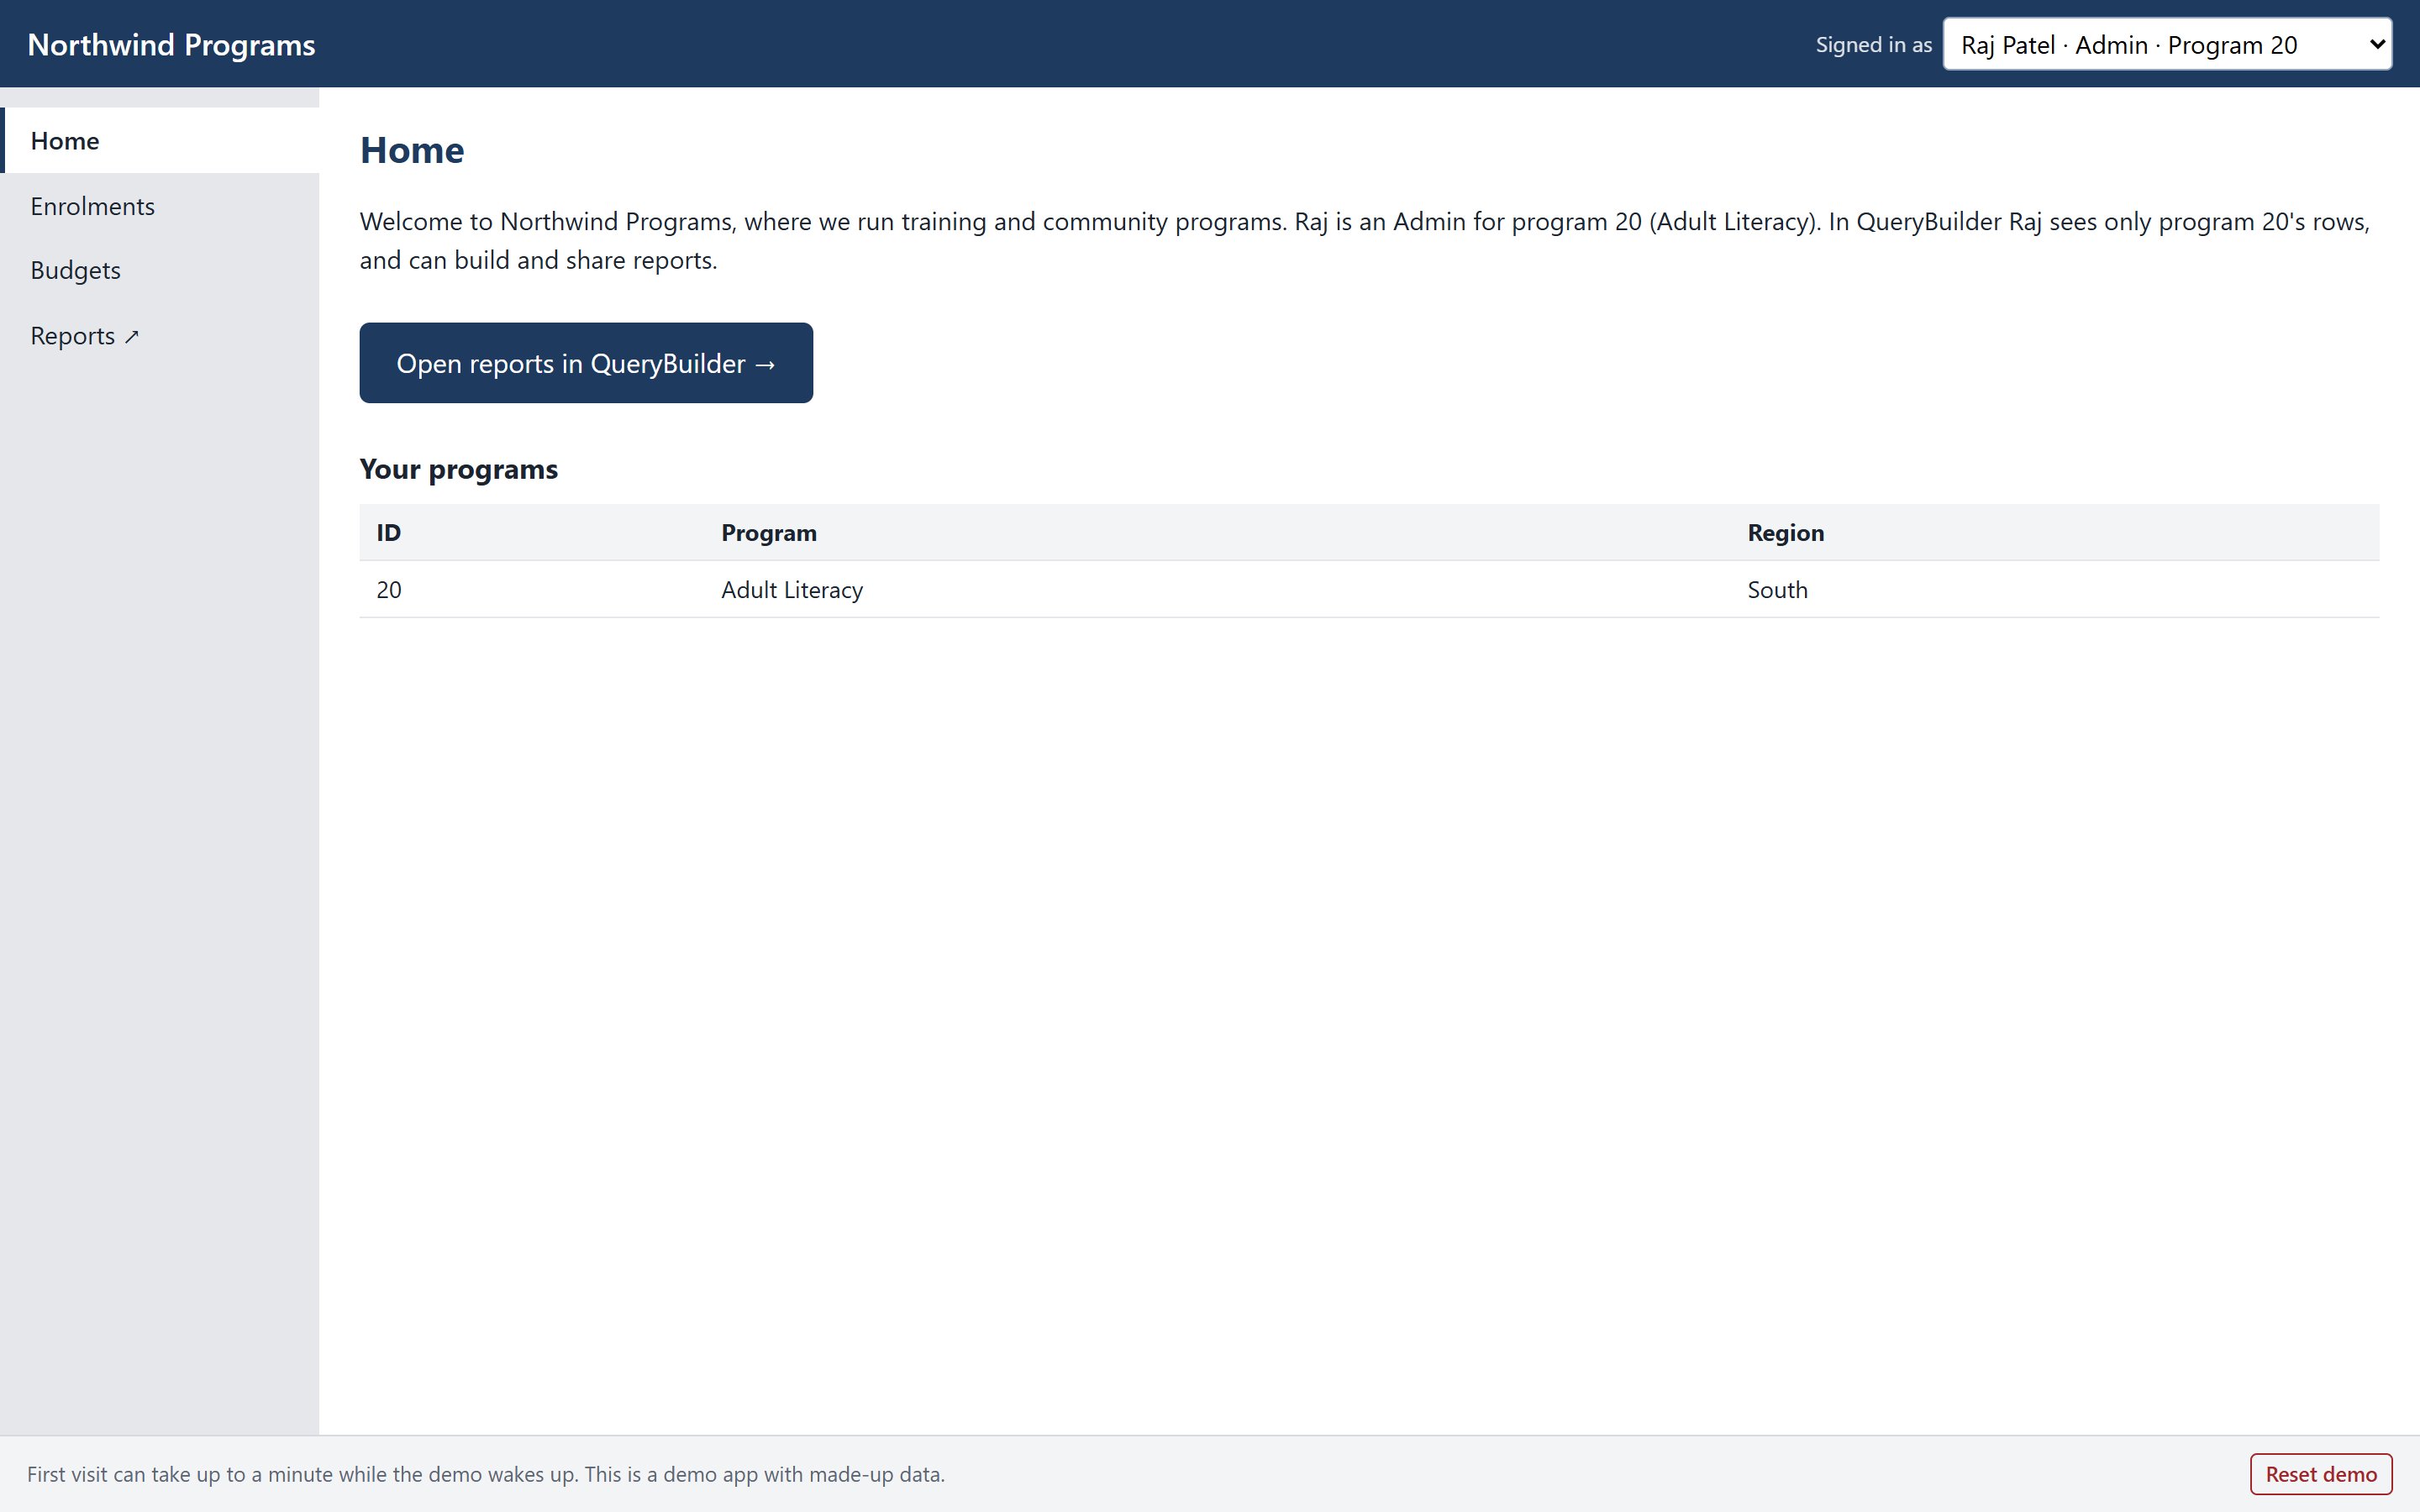 Northwind Programs
Signed in as
Raj Patel · Admin · Program 20
Home
Enrolments
Budgets
Reports ↗
Home
Welcome to Northwind Programs, where we run training and community programs. Raj is an Admin for program 20 (Adult Literacy). In QueryBuilder Raj sees only program 20's rows,
and can build and share reports.
Open reports in QueryBuilder →
Your programs
ID Program Region
20 Adult Literacy South
First visit can take up to a minute while the demo wakes up. This is a demo app with made-up data.
Reset demo